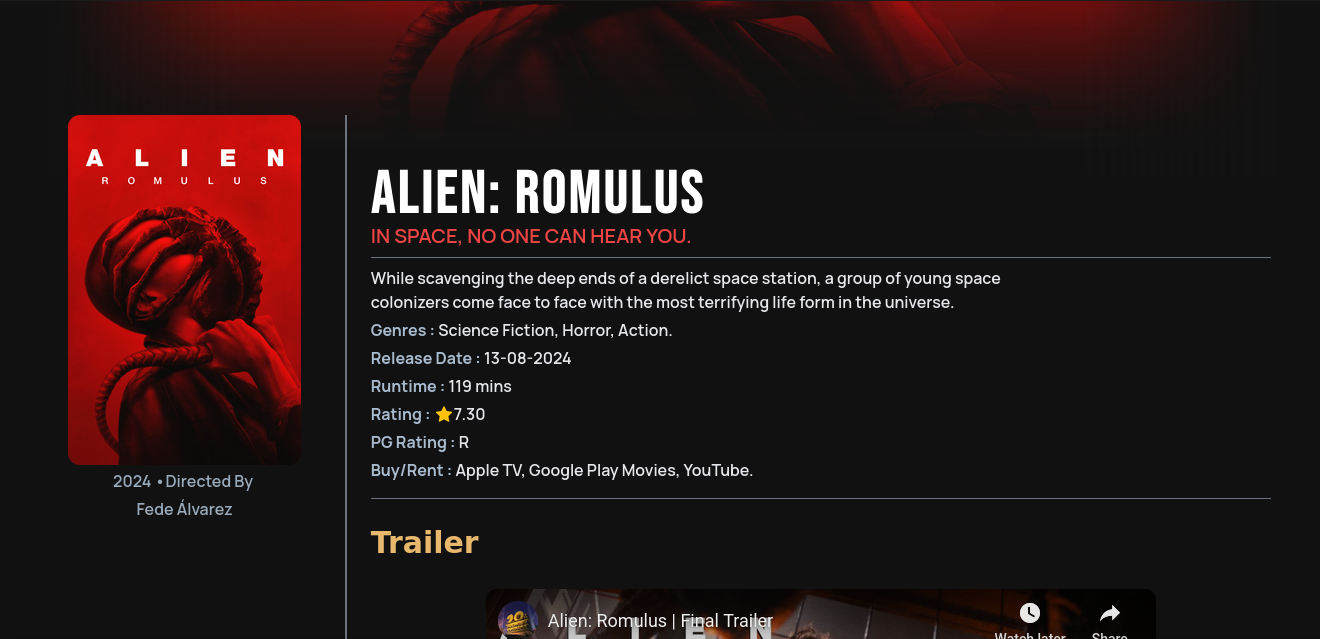 A L I E N
R O M U L U S
2024 •Directed By
Fede Álvarez
ALIEN: ROMULUS
IN SPACE, NO ONE CAN HEAR YOU.
While scavenging the deep ends of a derelict space station, a group of young space
colonizers come face to face with the most terrifying life form in the universe.
Genres : Science Fiction, Horror, Action.
Release Date : 13-08-2024
Runtime : 119 mins
Rating : ⭐7.30
PG Rating : R
Buy/Rent : Apple TV, Google Play Movies, YouTube.
Trailer
20
Alien: Romulus | Final Trailer
Watch later
Share
L I E N